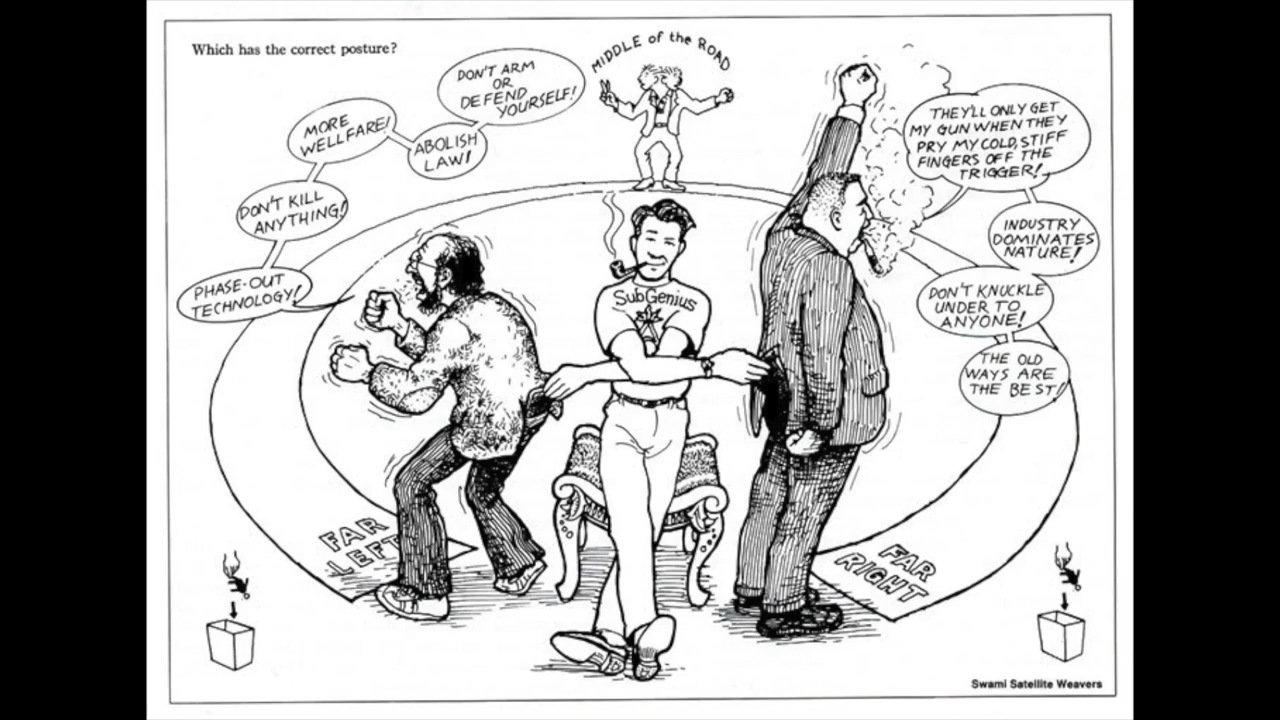 Which has the correct posture?
MIDDLE of the ROAD
DON'T ARM
OR
DEFEND
YOURSELF!
ABOLISH
LAW!
MORE
WELLFARE!
DON'T KILL
ANYTHING!
PHASE-OUT
TECHNOLOGY!
THEY'LL ONLY GET
MY GUN WHEN THEY
PRY MY COLD, STIFF
FINGERS OFF THE
TRIGGER!
INDUSTRY
DOMINATES
NATURE!
DON'T KNUCKLE
UNDER TO
ANYONE!
THE OLD
WAYS ARE
THE BEST!
SubGenius
FAR
LEFT
FAR
RIGHT
Swami Satellite Weavers